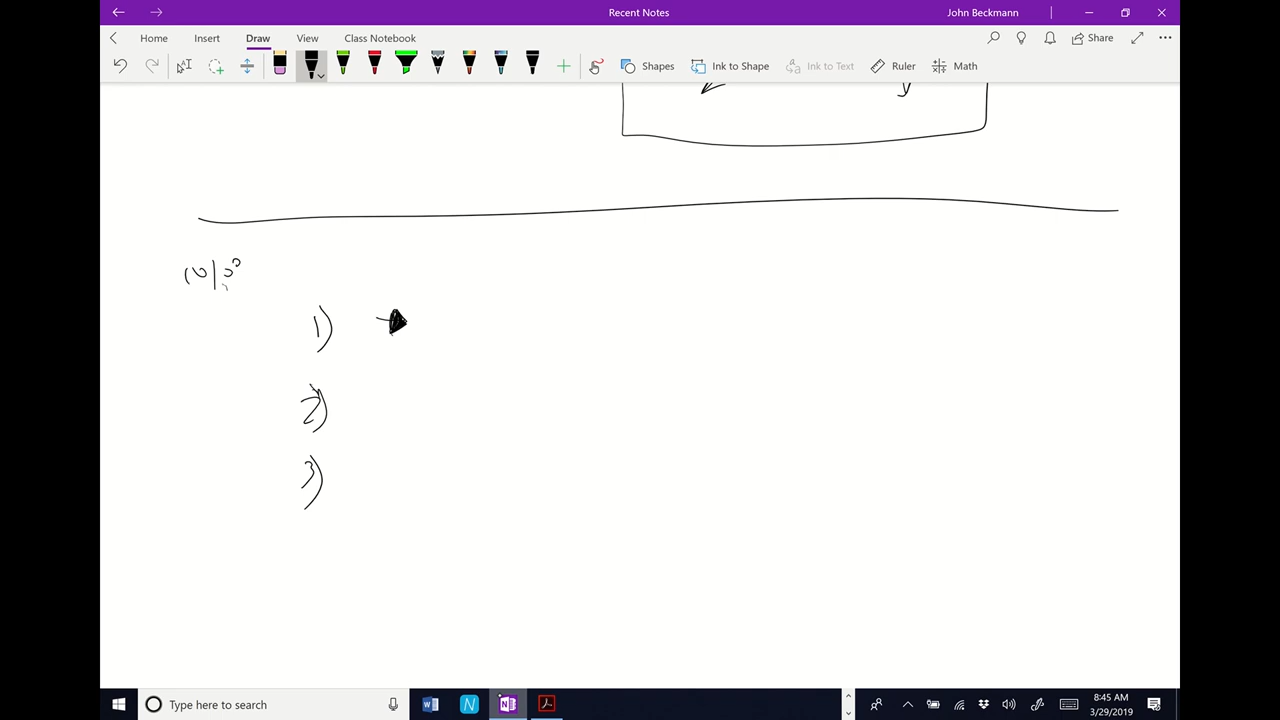 Recent Notes
John Beckmann
Home Insert Draw View Class Notebook
Share
Shapes Ink to Shape Ink to Text Ruler Math
y
1)
2)
3)
Type here to search
8:45 AM
3/29/2019